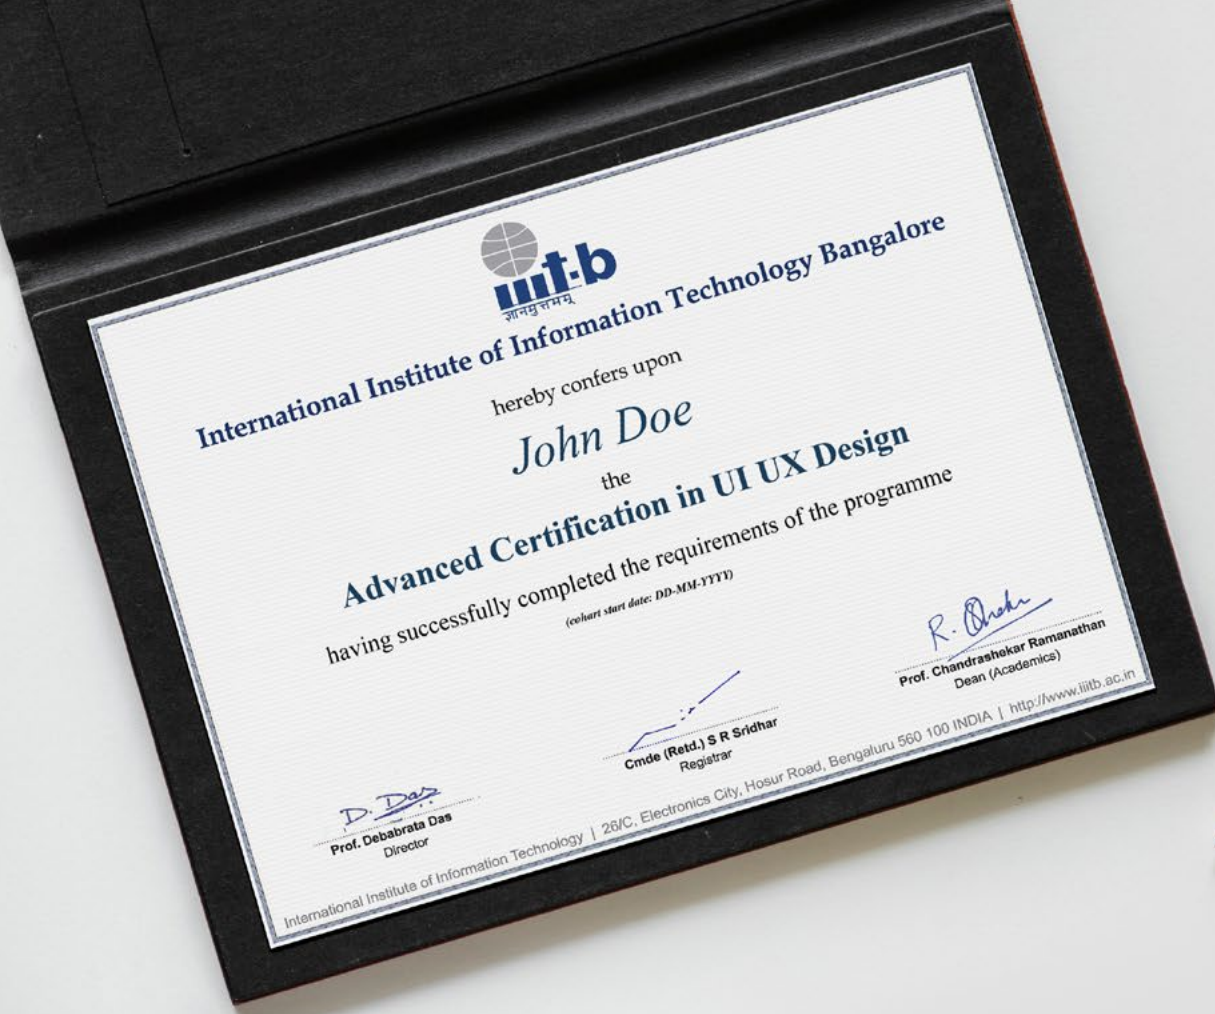 iiit-b
ज्ञानमुत्तमम्
International Institute of Information Technology Bangalore
hereby confers upon
John Doe
the
Advanced Certification in UI UX Design
having successfully completed the requirements of the programme
(cohart start date: DD-MM-YYYY)
D. Das
Prof. Debabrata Das
Director
Cmde (Retd.) S R Sridhar
Registrar
Prof. Chandrashekar Ramanathan
Dean (Academics)
International Institute of Information Technology | 26/C, Electronics City, Hosur Road, Bengaluru 560 100 INDIA | http://www.iiitb.ac.in